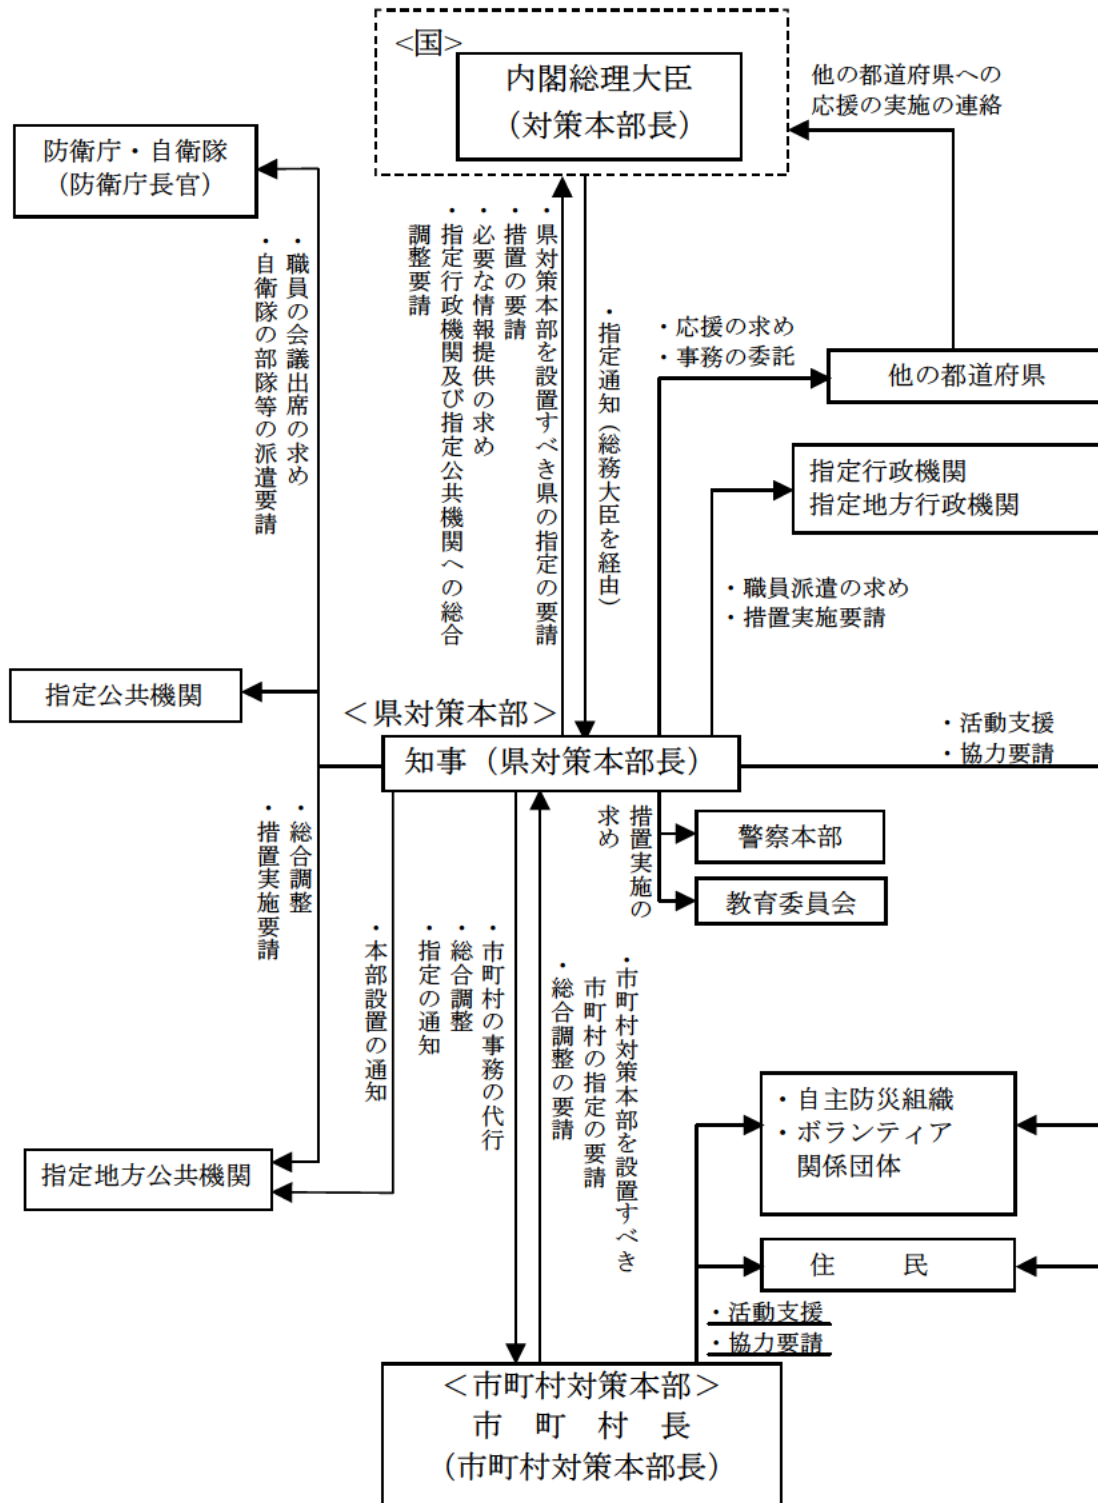 <国>
内閣総理大臣
（対策本部長）
他の都道府県への
応援の実施の連絡
防衛庁・自衛隊
（防衛庁長官）
・職員の会議出席の求め
・自衛隊の部隊等の派遣要請
・県対策本部を設置すべき県の指定の要請
・措置の要請
・必要な情報提供の求め
・指定行政機関及び指定公共機関への総合
調整要請
・指定通知（総務大臣を経由）
・応援の求め
・事務の委託
他の都道府県
指定行政機関
指定地方行政機関
・職員派遣の求め
・措置実施要請
指定公共機関
＜県対策本部＞
知事（県対策本部長）
・活動支援
・協力要請
措置実施の
求め
警察本部
教育委員会
・総合調整
・措置実施要請
・本部設置の通知
・市町村の事務の代行
・総合調整
・指定の通知
・市町村対策本部を設置すべき
市町村の指定の要請
・総合調整の要請
・自主防災組織
・ボランティア
関係団体
指定地方公共機関
住　　民
・活動支援
・協力要請
＜市町村対策本部＞
市　町　村　長
（市町村対策本部長）